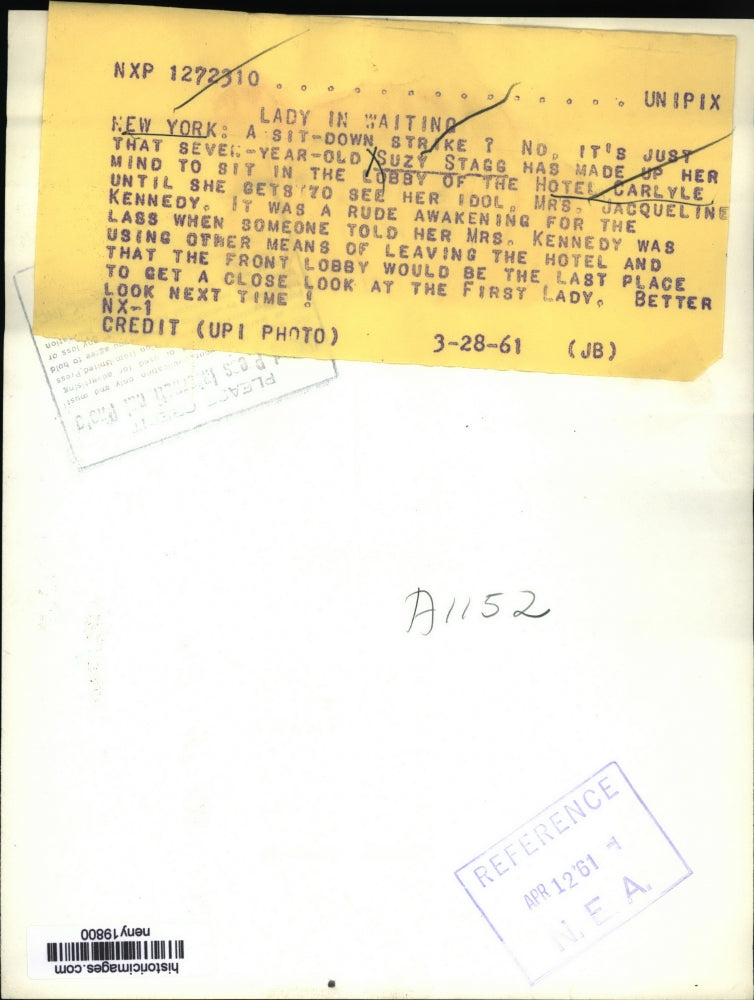 NXP 1272310 . . . . . . . . . . . . . . . . UNIPIX
LADY IN WAITING
NEW YORK: A SIT-DOWN STRIKE ? NO, IT'S JUST
THAT SEVEN-YEAR-OLD SUZY STAGG HAS MADE UP HER
MIND TO SIT IN THE LOBBY OF THE HOTEL CARLYLE
UNTIL SHE GETS TO SEE HER IDOL, MRS. JACQUELINE
KENNEDY. IT WAS A RUDE AWAKENING FOR THE
LASS WHEN SOMEONE TOLD HER MRS. KENNEDY WAS
USING OTHER MEANS OF LEAVING THE HOTEL AND
THAT THE FRONT LOBBY WOULD BE THE LAST PLACE
TO GET A CLOSE LOOK AT THE FIRST LADY. BETTER
LOOK NEXT TIME !
NX-1
CREDIT (UPI PHOTO) 3-28-61 (JB)
PLEASE CREDIT
A1152
REFERENCE
APR 12 '61
N. E. A.
historicimages.com
neny19800